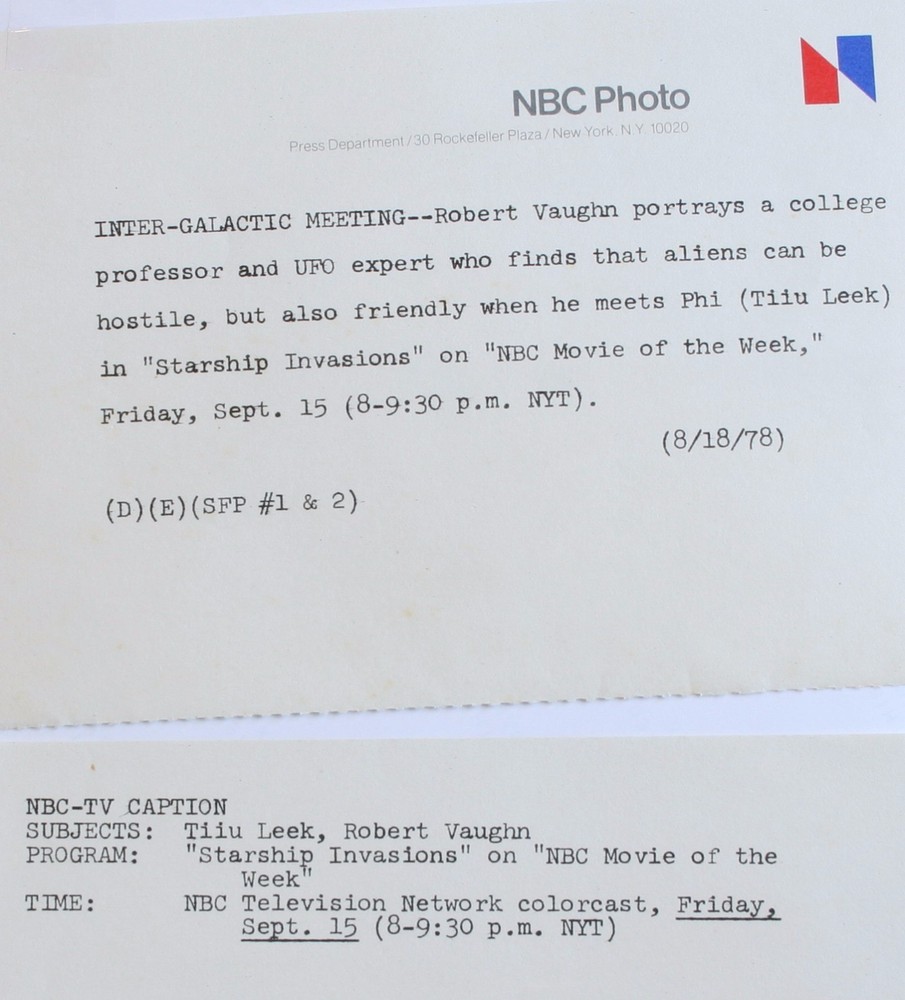 NBC Photo
Press Department / 30 Rockefeller Plaza / New York, N.Y. 10020
INTER-GALACTIC MEETING--Robert Vaughn portrays a college
professor and UFO expert who finds that aliens can be
hostile, but also friendly when he meets Phi (Tiiu Leek)
in "Starship Invasions" on "NBC Movie of the Week,"
Friday, Sept. 15 (8-9:30 p.m. NYT).
(8/18/78)
(D)(E)(SFP #1 & 2)
NBC-TV CAPTION
SUBJECTS: Tiiu Leek, Robert Vaughn
PROGRAM: "Starship Invasions" on "NBC Movie of the
Week"
TIME: NBC Television Network colorcast, Friday,
Sept. 15 (8-9:30 p.m. NYT)